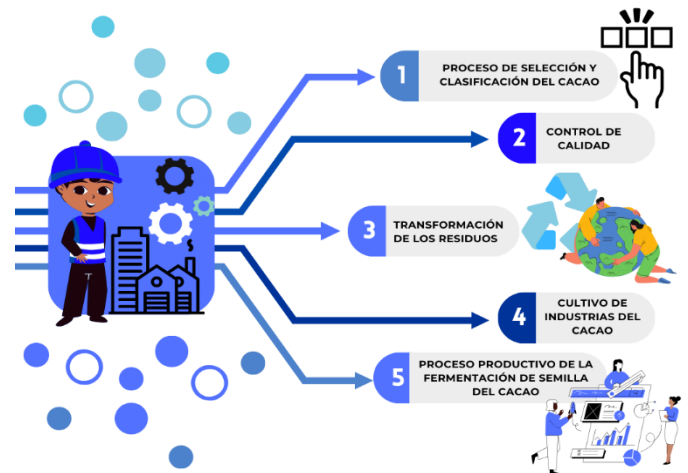 1
PROCESO DE SELECCIÓN Y
CLASIFICACIÓN DEL CACAO
2
CONTROL DE
CALIDAD
3
TRANSFORMACIÓN
DE LOS RESIDUOS
4
CULTIVO DE
INDUSTRIAS DEL
CACAO
5
PROCESO PRODUCTIVO DE LA
FERMENTACIÓN DE SEMILLA
DEL CACAO